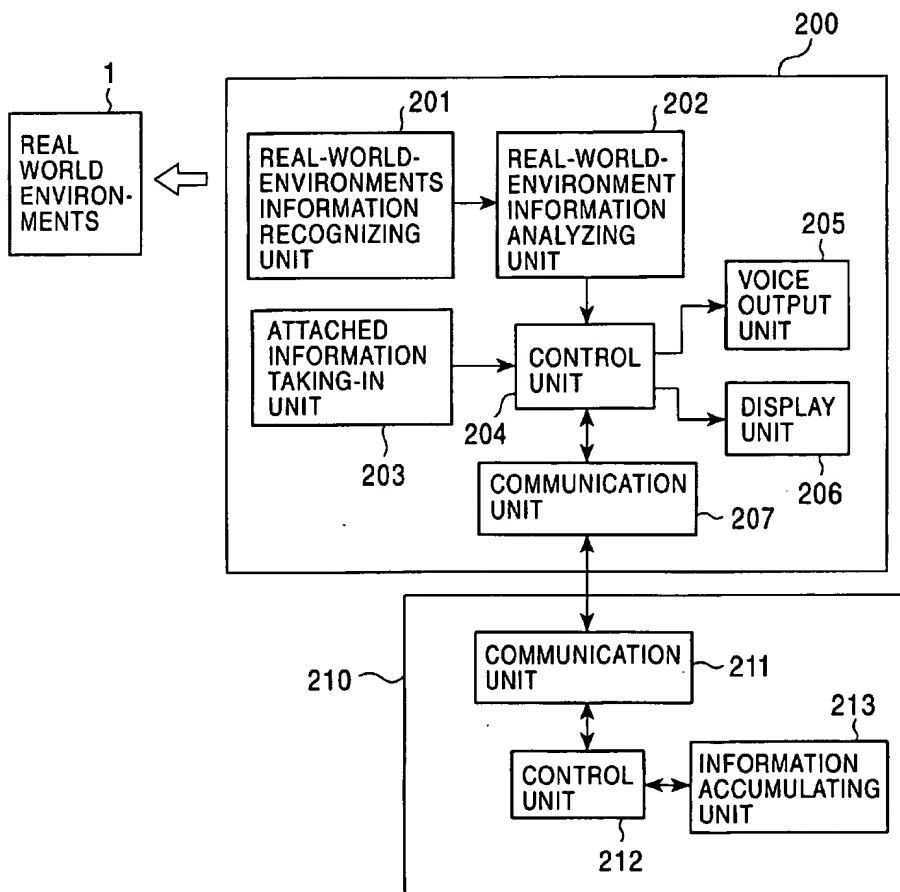 200
1
REAL
WORLD
ENVIRON-
MENTS
201
REAL-WORLD-
ENVIRONMENTS
INFORMATION
RECOGNIZING
UNIT
202
REAL-WORLD-
ENVIRONMENT
INFORMATION
ANALYZING
UNIT
205
VOICE
OUTPUT
UNIT
ATTACHED
INFORMATION
TAKING-IN
UNIT
203
CONTROL
UNIT
204
DISPLAY
UNIT
206
COMMUNICATION
UNIT
207
210
COMMUNICATION
UNIT
211
CONTROL
UNIT
212
213
INFORMATION
ACCUMULATING
UNIT